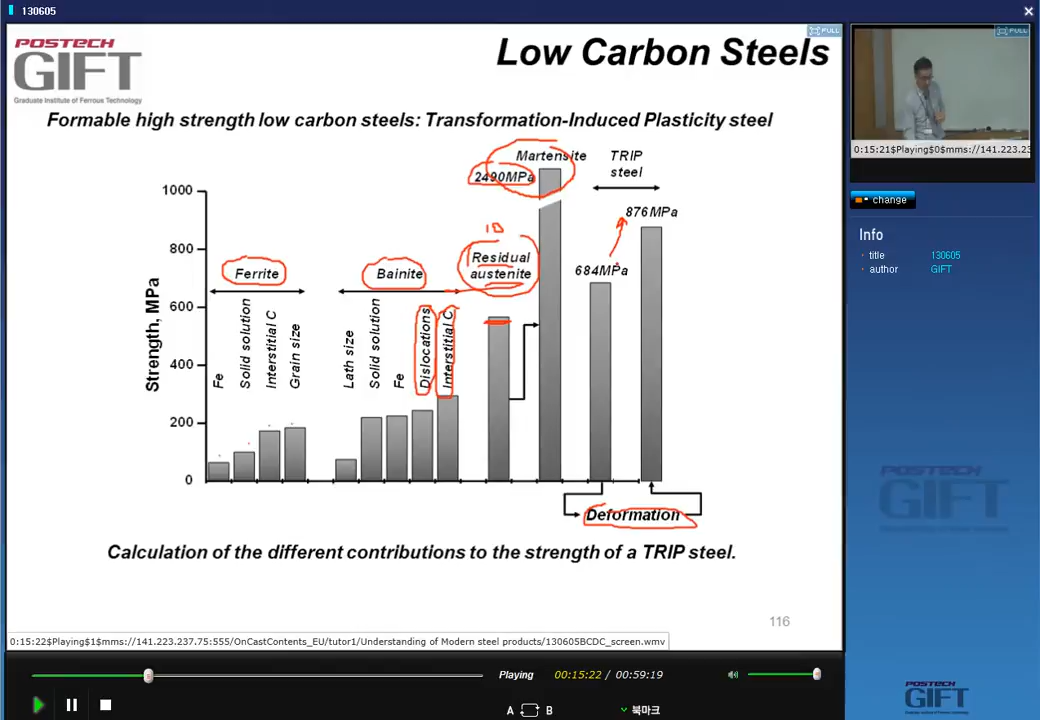 130605
FULL
POSTECH
GIFT
Graduate Institute of Ferrous Technology
Low Carbon Steels
Formable high strength low carbon steels: Transformation-Induced Plasticity steel
Martensite
2490MPa
TRIP
steel
876MPa
684MPa
10
Residual
austenite
Ferrite
Bainite
Strength, MPa
1000
800
600
400
200
0
Fe
Solid solution
Interstitial C
Grain size
Lath size
Solid solution
Fe
Dislocations
Interstitial C
Deformation
Calculation of the different contributions to the strength of a TRIP steel.
116
0:15:22$Playing$1$mms://141.223.237.75:555/OnCastContents_EU/tutor1/Understanding of Modern steel products/130605BCDC_screen.wmv
FULL
0:15:21$Playing$0$mms://141.223.23
change
Info
title 130605
author GIFT
POSTECH
GIFT
Playing
00:15:22 / 00:59:19
A B
북마크
POSTECH
GIFT